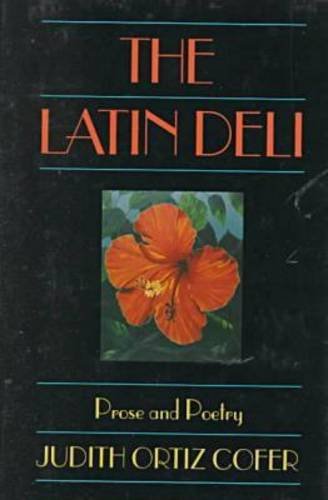 THE
LATIN DELI
Prose and Poetry
JUDITH ORTIZ COFER